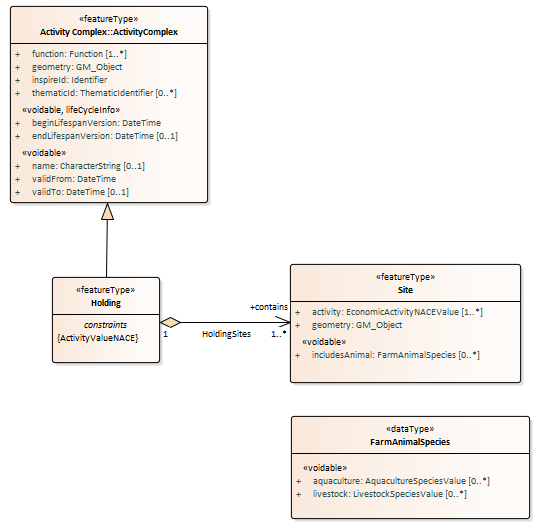 «featureType»
Activity Complex::ActivityComplex
+ function: Function [1..*]
+ geometry: GM_Object
+ inspireId: Identifier
+ thematicId: ThematicIdentifier [0..*]
«voidable, lifeCycleInfo»
+ beginLifespanVersion: DateTime
+ endLifespanVersion: DateTime [0..1]
«voidable»
+ name: CharacterString [0..1]
+ validFrom: DateTime
+ validTo: DateTime [0..1]
«featureType»
Holding
constraints
{ActivityValueNACE}
+contains
1 HoldingSites 1..*
«featureType»
Site
+ activity: EconomicActivityNACEValue [1..*]
+ geometry: GM_Object
«voidable»
+ includesAnimal: FarmAnimalSpecies [0..*]
«dataType»
FarmAnimalSpecies
«voidable»
+ aquaculture: AquacultureSpeciesValue [0..*]
+ livestock: LivestockSpeciesValue [0..*]